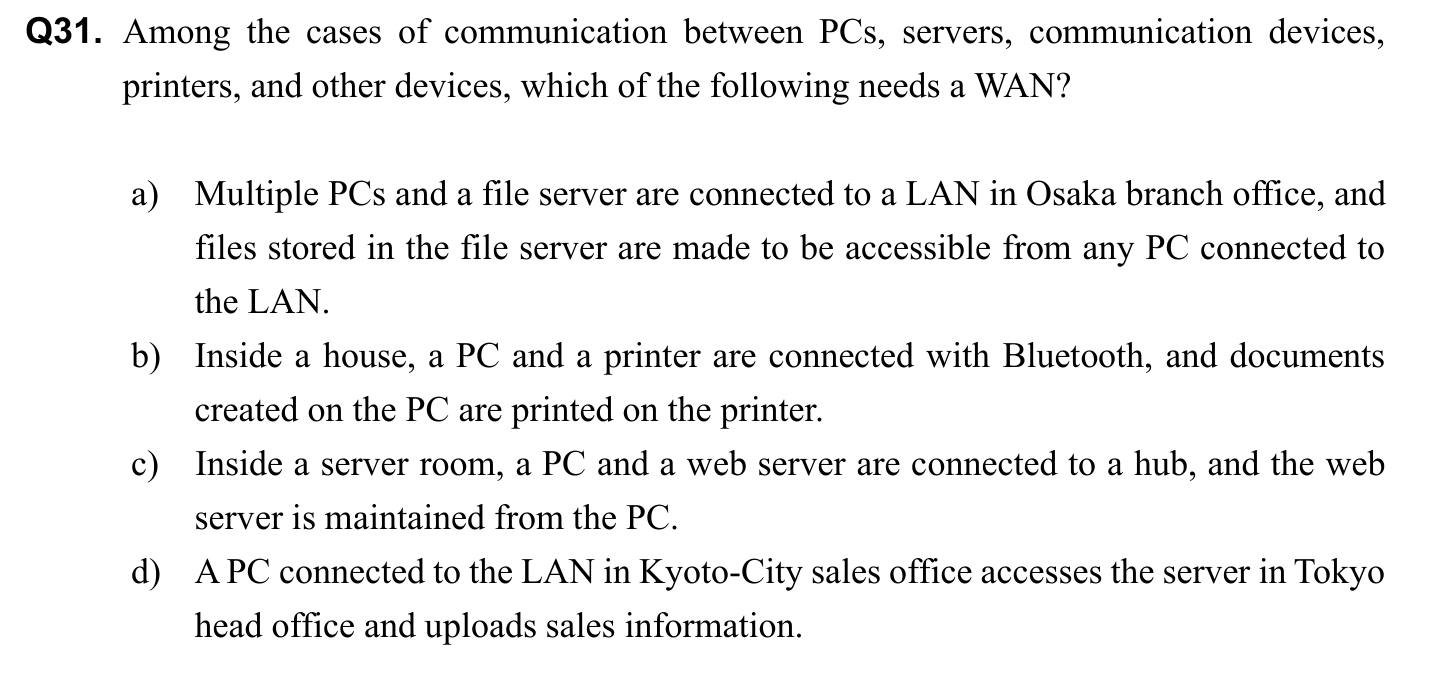 Q31. Among the cases of communication between PCs, servers, communication devices,
printers, and other devices, which of the following needs a WAN?
a) Multiple PCs and a file server are connected to a LAN in Osaka branch office, and
files stored in the file server are made to be accessible from any PC connected to
the LAN.
b) Inside a house, a PC and a printer are connected with Bluetooth, and documents
created on the PC are printed on the printer.
c) Inside a server room, a PC and a web server are connected to a hub, and the web
server is maintained from the PC.
d) A PC connected to the LAN in Kyoto-City sales office accesses the server in Tokyo
head office and uploads sales information.